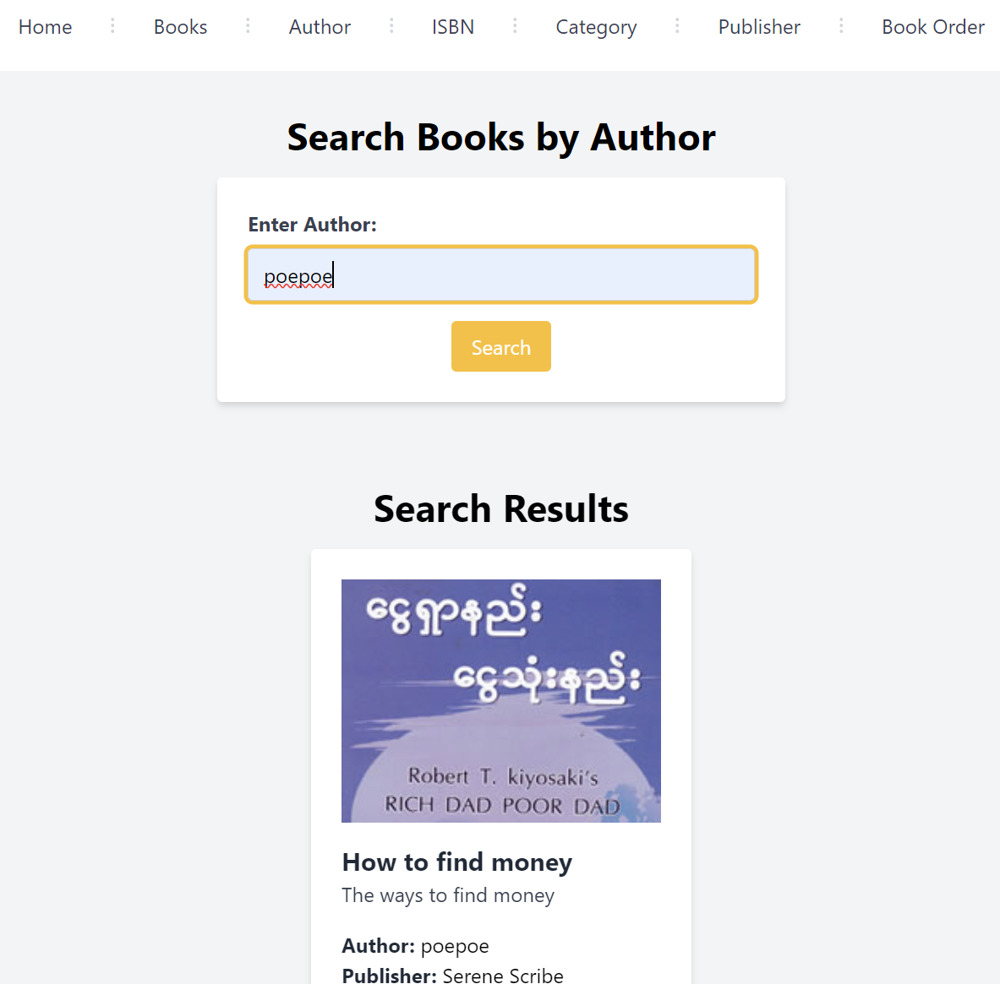 Home
Books
Author
ISBN
Category
Publisher
Book Order
Search Books by Author
Enter Author:
poepoe
Search
Search Results
ငွေရှာနည်း
ငွေသုံးနည်း
Robert T. kiyosaki's
RICH DAD POOR DAD
How to find money
The ways to find money
Author: poepoe
Publisher: Serene Scribe